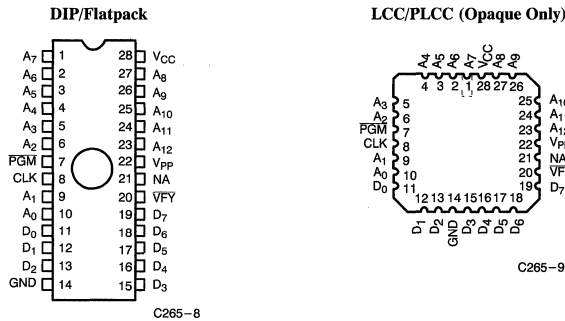 DIP/Flatpack
A7 1 28 VCC
A6 2 27 A8
A5 3 26 A9
A4 4 25 A10
A3 5 24 A11
A2 6 23 A12
PGM 7 22 VPP
CLK 8 21 NA
A1 9 20 VFY
A0 10 19 D7
D0 11 18 D6
D1 12 17 D5
D2 13 16 D4
GND 14 15 D3
C265-8
LCC/PLCC (Opaque Only)
A4 A5 A6 A7 VCC A8 A9
4 3 2 1 28 27 26
A3 5 25 A10
A2 6 24
PGM 7 23
CLK 8 22
A1 9 21 NA
A0 10 20
D0 11 19 D7
12 13 14 15 16 17 18
D1 D2 GND D3 D4 D5 D6
C265-9